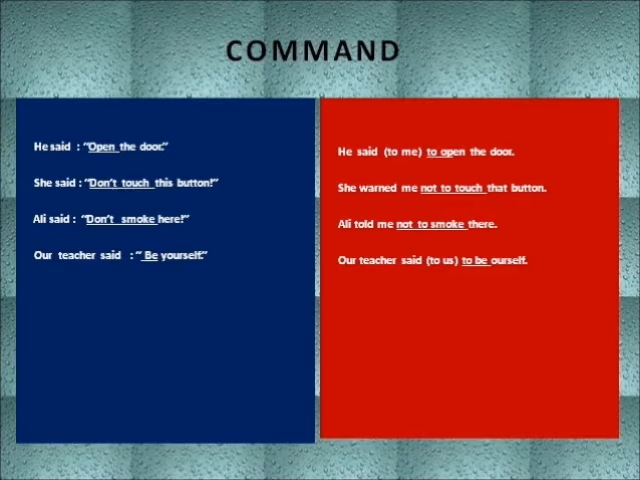 COMMAND
He said : “Open the door.”
She said : “Don’t touch this button!”
Ali said : “Don’t smoke here!”
Our teacher said : “ Be yourself.”
He said (to me) to open the door.
She warned me not to touch that button.
Ali told me not to smoke there.
Our teacher said (to us) to be ourself.